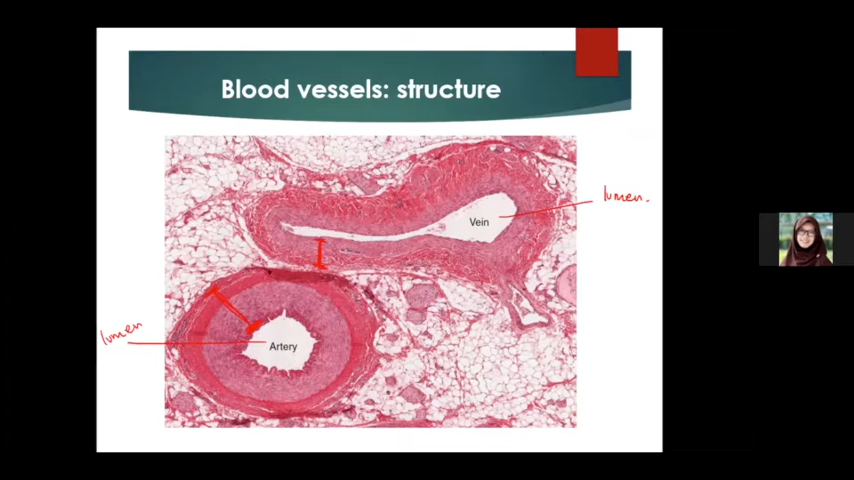 Blood vessels: structure
lumen.
Vein
lumen
Artery